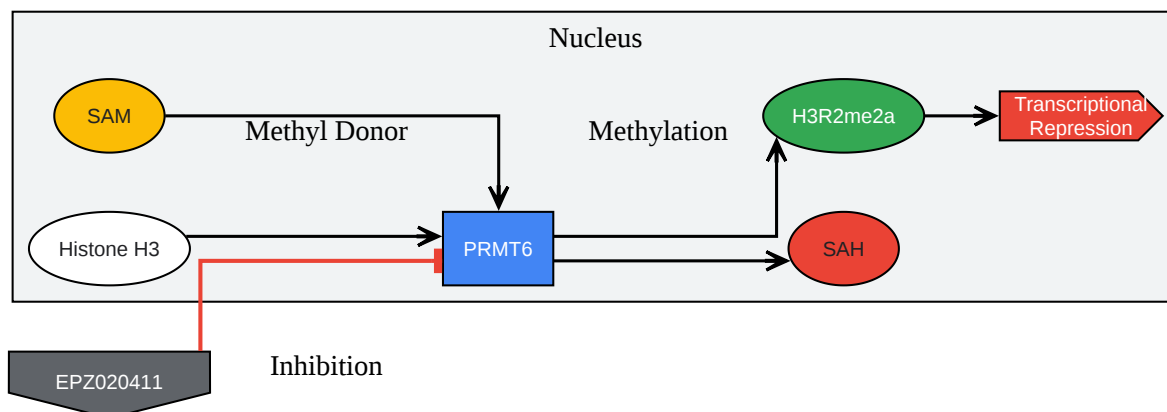 Nucleus
SAM
Methyl Donor
Methylation
H3R2me2a
Transcriptional
Repression
Histone H3
PRMT6
SAH
EPZ020411
Inhibition